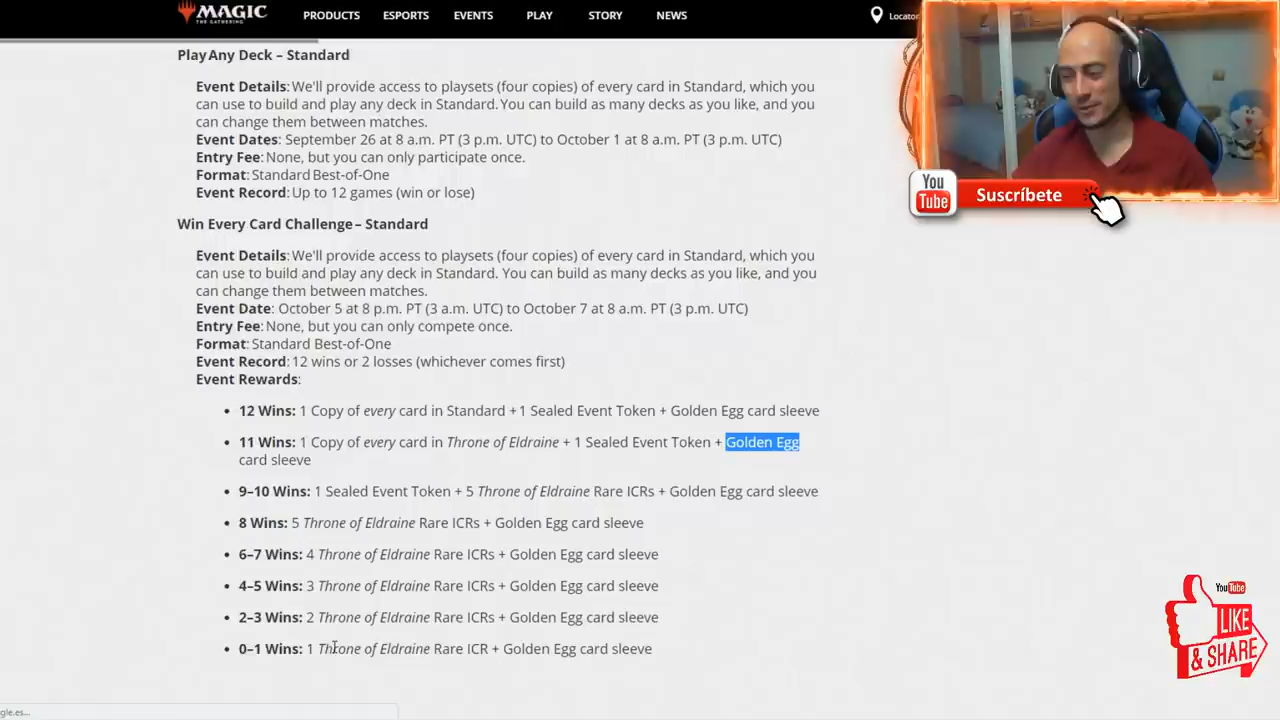 MAGIC
THE GATHERING
PRODUCTS ESPORTS EVENTS PLAY STORY NEWS Locator
Play Any Deck – Standard
Event Details: We'll provide access to playsets (four copies) of every card in Standard, which you
can use to build and play any deck in Standard. You can build as many decks as you like, and you
can change them between matches.
Event Dates: September 26 at 8 a.m. PT (3 p.m. UTC) to October 1 at 8 a.m. PT (3 p.m. UTC)
Entry Fee: None, but you can only participate once.
Format: Standard Best-of-One
Event Record: Up to 12 games (win or lose)
Win Every Card Challenge – Standard
Event Details: We'll provide access to playsets (four copies) of every card in Standard, which you
can use to build and play any deck in Standard. You can build as many decks as you like, and you
can change them between matches.
Event Date: October 5 at 8 p.m. PT (3 a.m. UTC) to October 7 at 8 a.m. PT (3 p.m. UTC)
Entry Fee: None, but you can only compete once.
Format: Standard Best-of-One
Event Record: 12 wins or 2 losses (whichever comes first)
Event Rewards:
• 12 Wins: 1 Copy of every card in Standard + 1 Sealed Event Token + Golden Egg card sleeve
• 11 Wins: 1 Copy of every card in Throne of Eldraine + 1 Sealed Event Token + Golden Egg
card sleeve
• 9–10 Wins: 1 Sealed Event Token + 5 Throne of Eldraine Rare ICRs + Golden Egg card sleeve
• 8 Wins: 5 Throne of Eldraine Rare ICRs + Golden Egg card sleeve
• 6–7 Wins: 4 Throne of Eldraine Rare ICRs + Golden Egg card sleeve
• 4–5 Wins: 3 Throne of Eldraine Rare ICRs + Golden Egg card sleeve
• 2–3 Wins: 2 Throne of Eldraine Rare ICRs + Golden Egg card sleeve
• 0–1 Wins: 1 Throne of Eldraine Rare ICR + Golden Egg card sleeve
gle.es...
You
Tube
Suscríbete
YouTube
LIKE
& SHARE